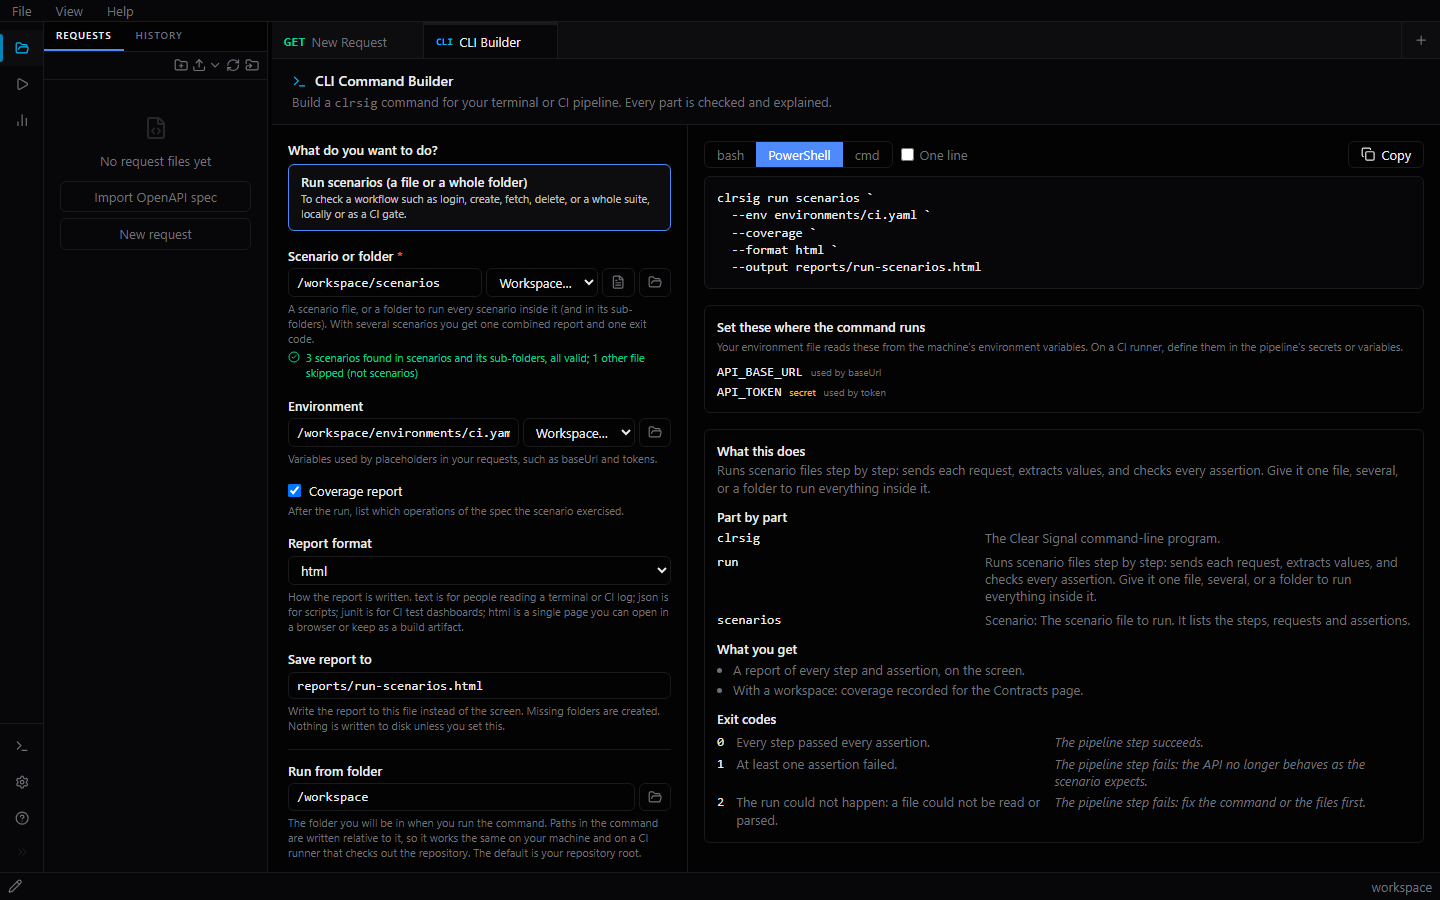 File View Help
REQUESTS HISTORY
No request files yet
Import OpenAPI spec
New request
GET New Request
CLI CLI Builder
CLI Command Builder
Build a clrsig command for your terminal or CI pipeline. Every part is checked and explained.
What do you want to do?
Run scenarios (a file or a whole folder)
To check a workflow such as login, create, fetch, delete, or a whole suite,
locally or as a CI gate.
Scenario or folder *
/workspace/scenarios Workspace...
A scenario file, or a folder to run every scenario inside it (and in its sub-
folders). With several scenarios you get one combined report and one exit
code.
3 scenarios found in scenarios and its sub-folders, all valid; 1 other file
skipped (not scenarios)
Environment
/workspace/environments/ci.yam Workspace...
Variables used by placeholders in your requests, such as baseUrl and tokens.
Coverage report
After the run, list which operations of the spec the scenario exercised.
Report format
html
How the report is written. text is for people reading a terminal or CI log; json is
for scripts; junit is for CI test dashboards; html is a single page you can open in
a browser or keep as a build artifact.
Save report to
reports/run-scenarios.html
Write the report to this file instead of the screen. Missing folders are created.
Nothing is written to disk unless you set this.
Run from folder
/workspace
The folder you will be in when you run the command. Paths in the command
are written relative to it, so it works the same on your machine and on a CI
runner that checks out the repository. The default is your repository root.
bash PowerShell cmd One line Copy
clrsig run scenarios `
--env environments/ci.yaml `
--coverage `
--format html `
--output reports/run-scenarios.html
Set these where the command runs
Your environment file reads these from the machine's environment variables. On a CI runner, define them in the pipeline's secrets or variables.
API_BASE_URL used by baseUrl
API_TOKEN secret used by token
What this does
Runs scenario files step by step: sends each request, extracts values, and checks every assertion. Give it one file, several,
or a folder to run everything inside it.
Part by part
clrsig The Clear Signal command-line program.
run Runs scenario files step by step: sends each request, extracts values, and
checks every assertion. Give it one file, several, or a folder to run
everything inside it.
scenarios Scenario: The scenario file to run. It lists the steps, requests and assertions.
What you get
• A report of every step and assertion, on the screen.
• With a workspace: coverage recorded for the Contracts page.
Exit codes
0 Every step passed every assertion. The pipeline step succeeds.
1 At least one assertion failed. The pipeline step fails: the API no longer behaves as the
scenario expects.
2 The run could not happen: a file could not be read or The pipeline step fails: fix the command or the files first.
parsed.
workspace